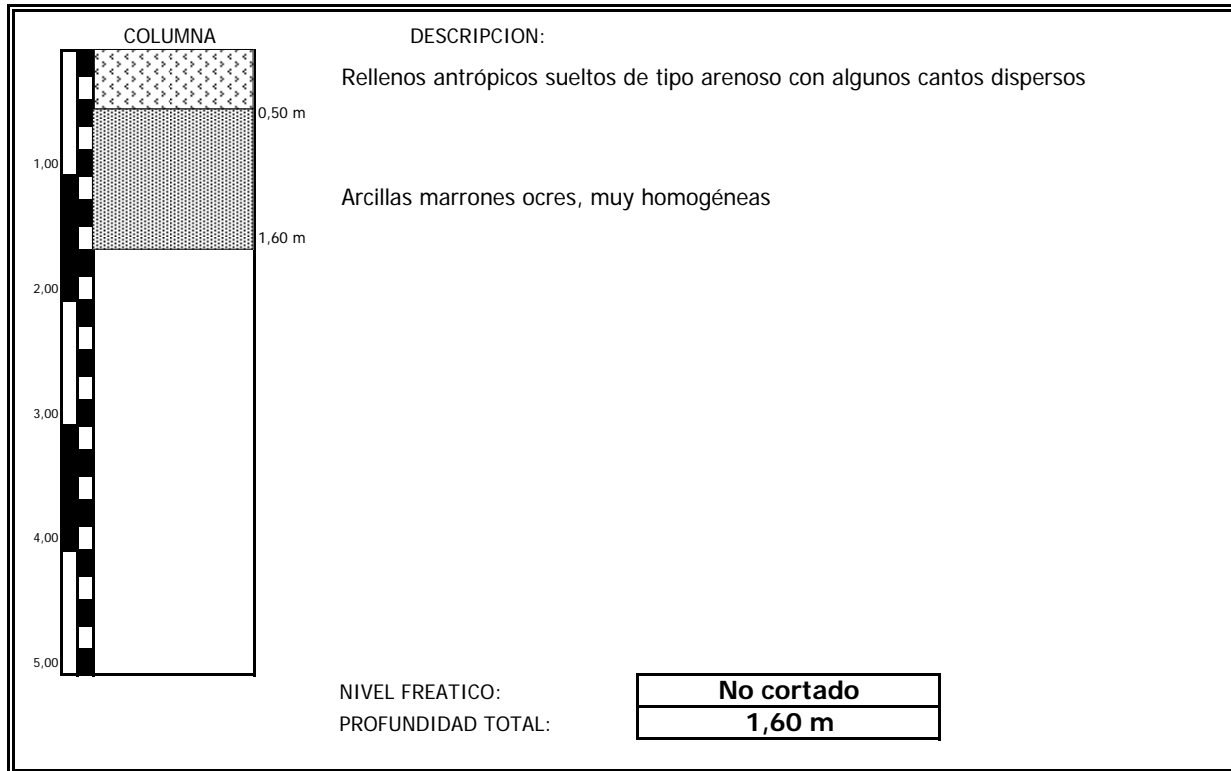 COLUMNA
DESCRIPCION:
Rellenos antrópicos sueltos de tipo arenoso con algunos cantos dispersos
0,50 m
1,00
Arcillas marrones ocres, muy homogéneas
1,60 m
2,00
3,00
4,00
5,00
NIVEL FREATICO:
No cortado
PROFUNDIDAD TOTAL:
1,60 m